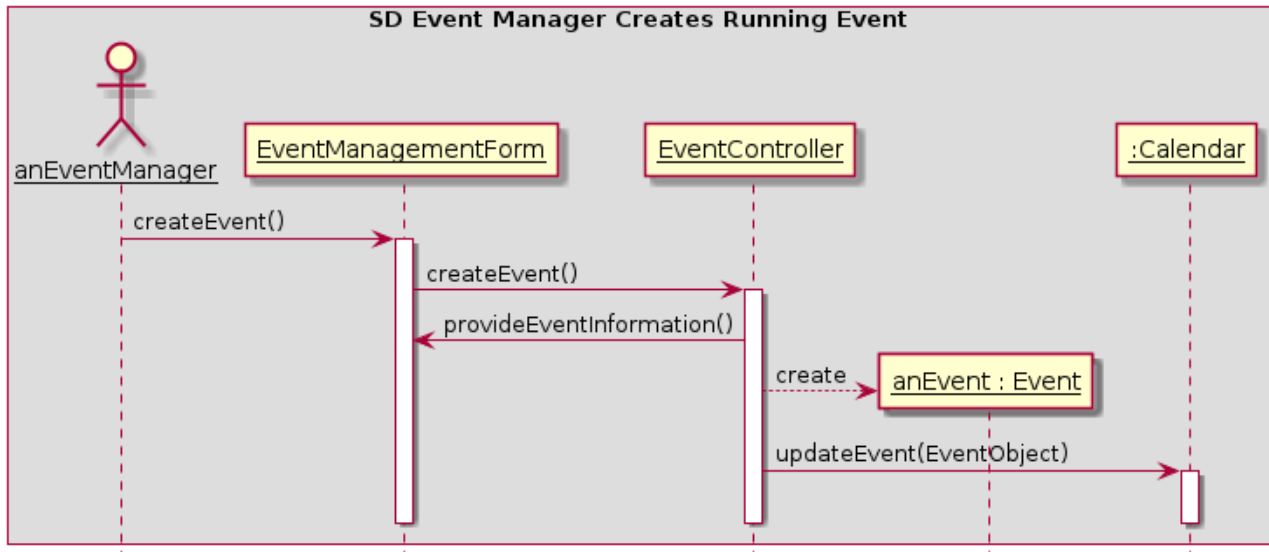 SD Event Manager Creates Running Event
anEventManager
EventManagementForm
EventController
:Calendar
createEvent()
createEvent()
provideEventInformation()
create
anEvent : Event
updateEvent(EventObject)